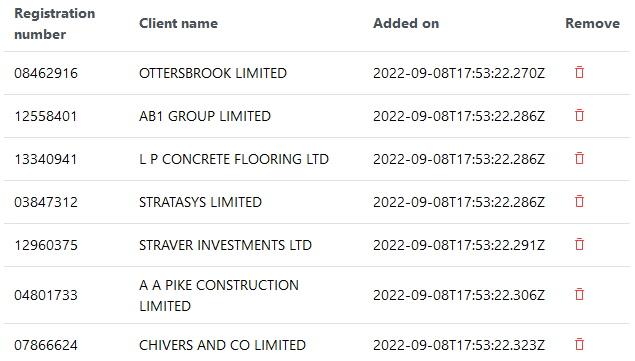 Registration number Client name Added on Remove
08462916 OTTERSBROOK LIMITED 2022-09-08T17:53:22.270Z
12558401 AB1 GROUP LIMITED 2022-09-08T17:53:22.286Z
13340941 L P CONCRETE FLOORING LTD 2022-09-08T17:53:22.286Z
03847312 STRATASYS LIMITED 2022-09-08T17:53:22.286Z
12960375 STRAVER INVESTMENTS LTD 2022-09-08T17:53:22.291Z
04801733 A A PIKE CONSTRUCTION LIMITED 2022-09-08T17:53:22.306Z
07866624 CHIVERS AND CO LIMITED 2022-09-08T17:53:22.323Z